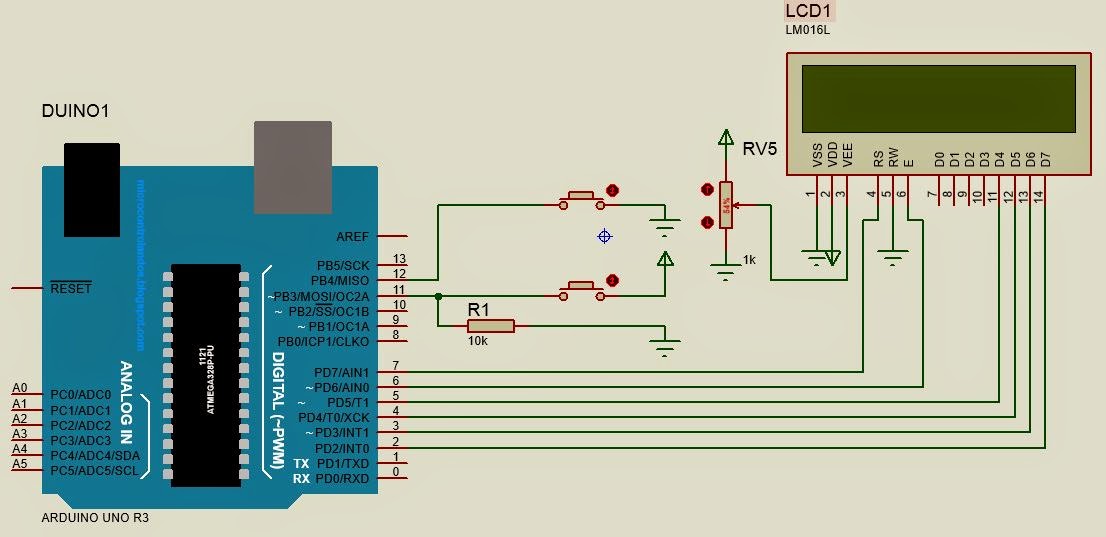 LCD1
LM016L
VSS
VDD
VEE
RS
RW
E
D0
D1
D2
D3
D4
D5
D6
D7
1
2
3
4
5
6
7
8
9
10
11
12
13
14
RV5
54%
1k
DUINO1
microcontrolandos.blogspot.com
AREF
RESET
PB5/SCK 13
PB4/MISO 12
~PB3/MOSI/OC2A 11
~ PB2/SS/OC1B 10
~ PB1/OC1A 9
PB0/ICP1/CLKO 8
R1
10k
1121
ATMEGA328P-PU
DIGITAL (~PWM)
ANALOG IN
PD7/AIN1 7
~PD6/AIN0 6
~ PD5/T1 5
PD4/T0/XCK 4
~PD3/INT1 3
PD2/INT0 2
TX PD1/TXD 1
RX PD0/RXD 0
A0 PC0/ADC0
A1 PC1/ADC1
A2 PC2/ADC2
A3 PC3/ADC3
A4 PC4/ADC4/SDA
A5 PC5/ADC5/SCL
ARDUINO UNO R3